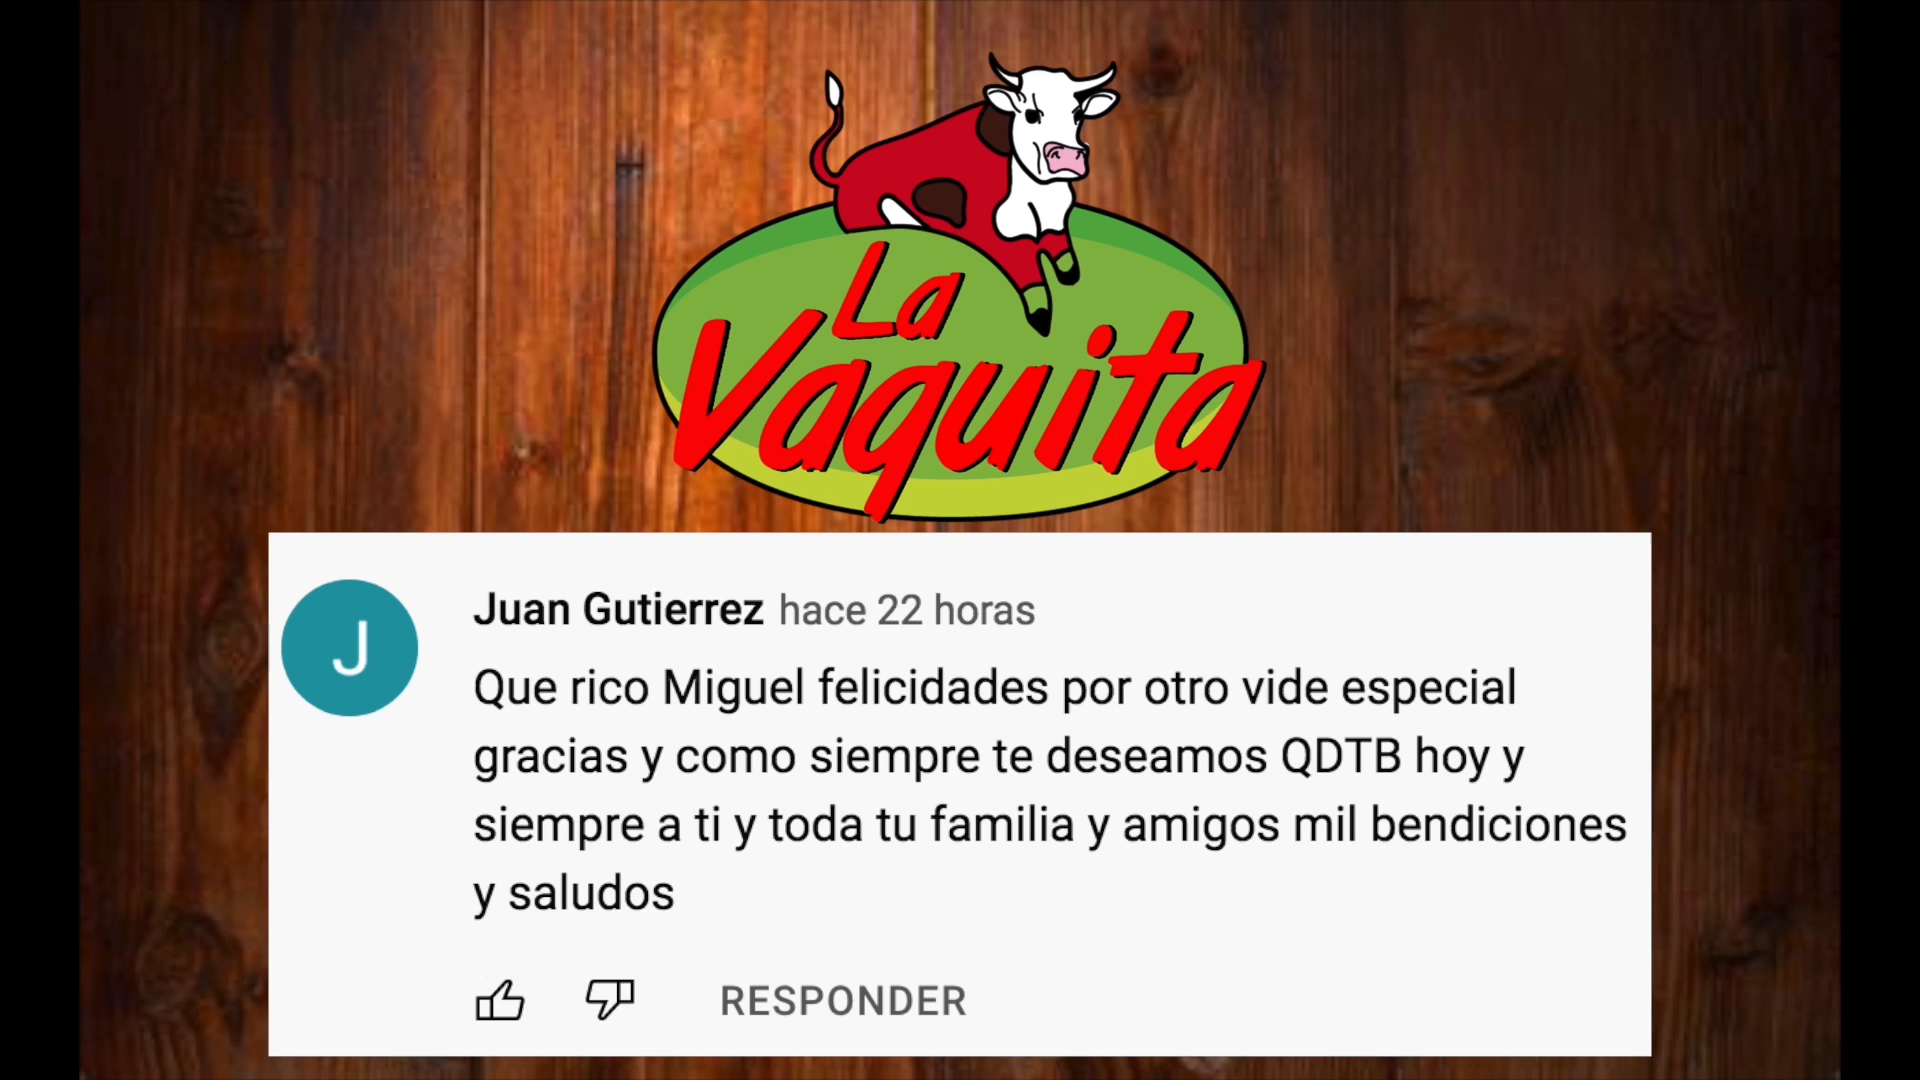 La
Vaquita
J
Juan Gutierrez hace 22 horas
Que rico Miguel felicidades por otro vide especial
gracias y como siempre te deseamos QDTB hoy y
siempre a ti y toda tu familia y amigos mil bendiciones
y saludos
RESPONDER